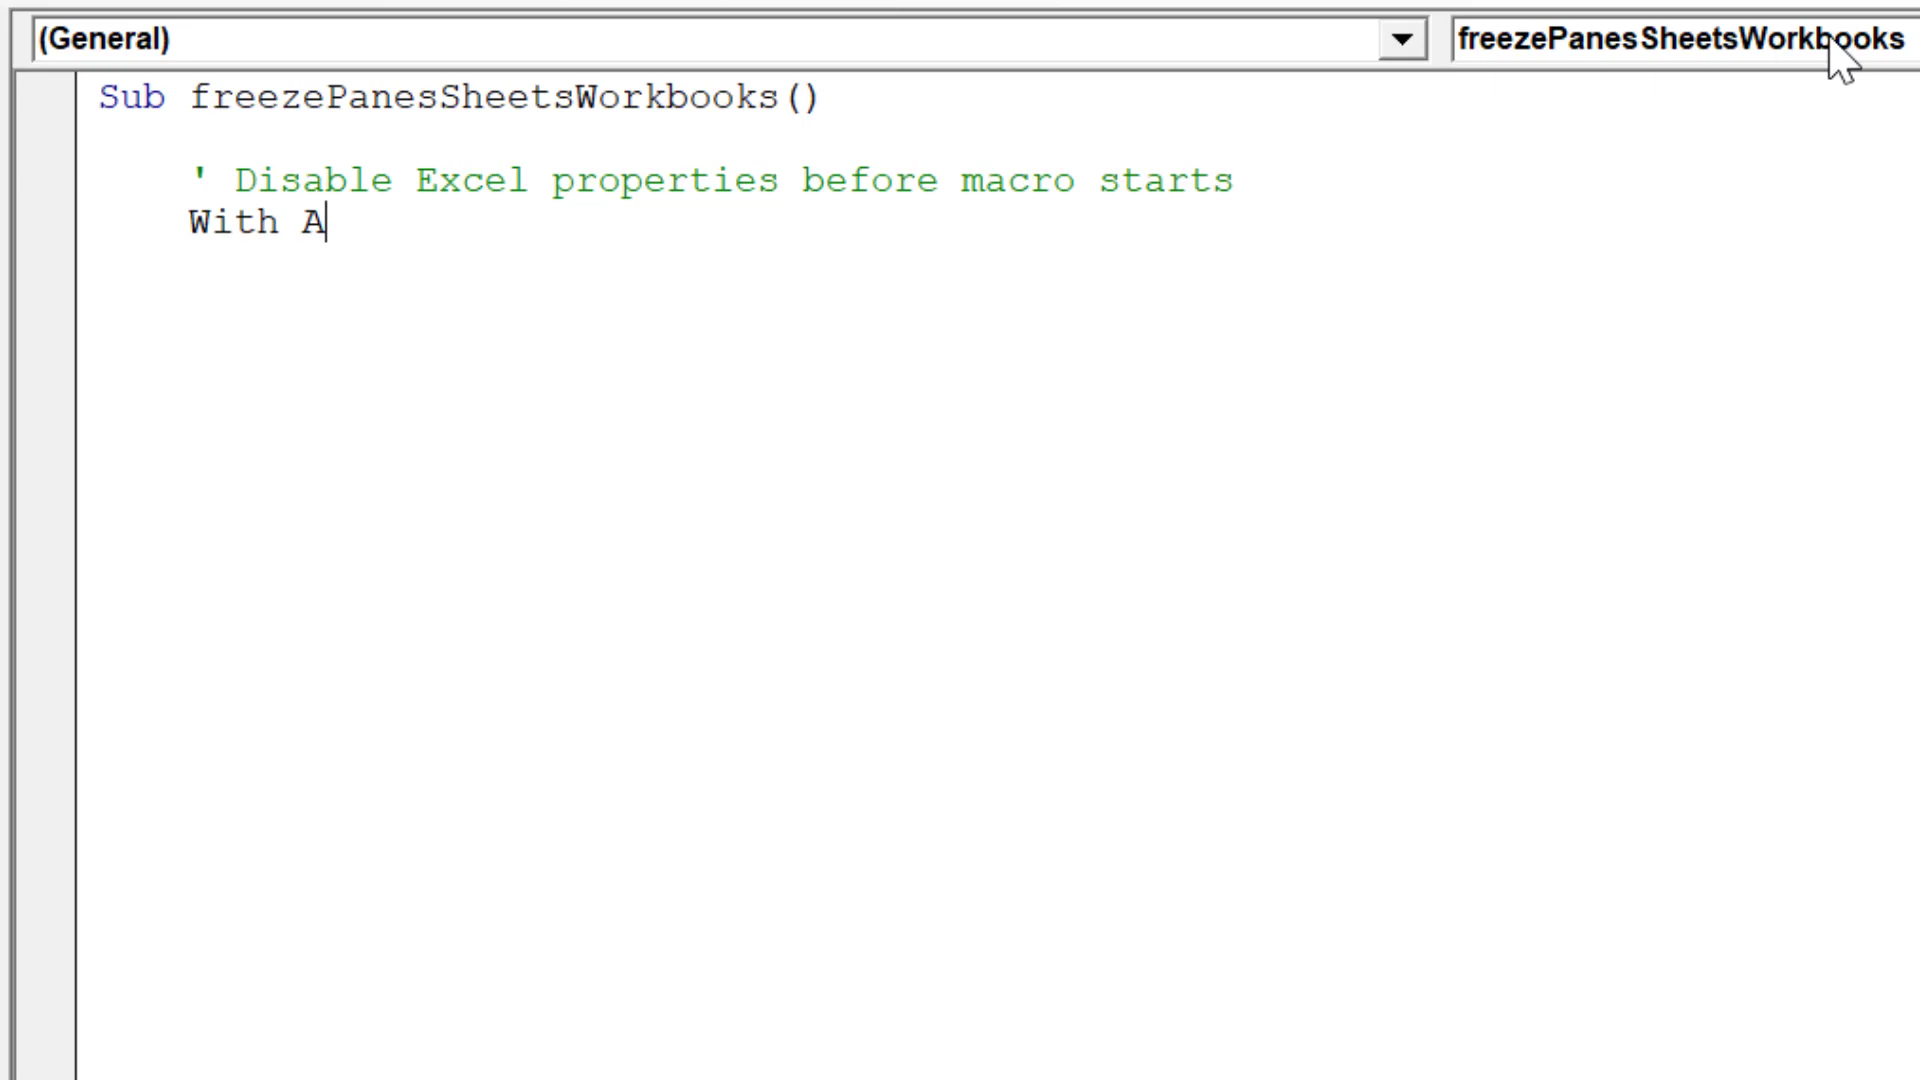 (General)
freezePanesSheetsWorkbooks
Sub freezePanesSheetsWorkbooks()
' Disable Excel properties before macro starts
With A